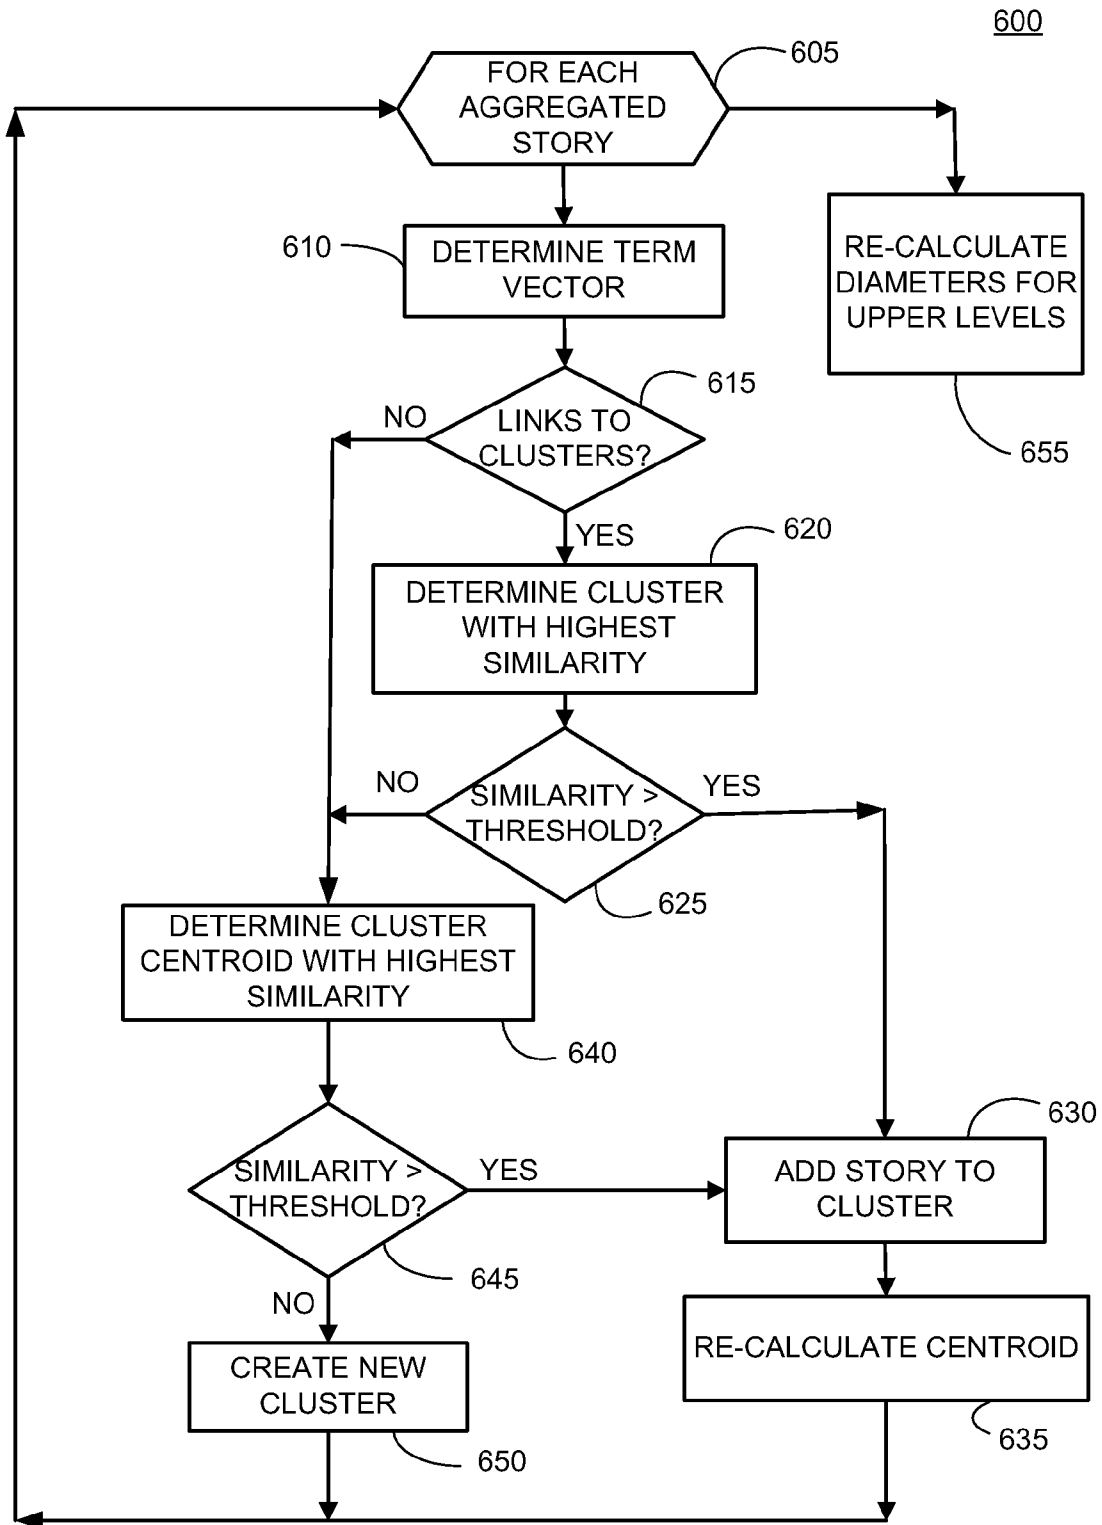 600
FOR EACH
AGGREGATED
STORY
605
DETERMINE TERM
VECTOR
610
RE-CALCULATE
DIAMETERS FOR
UPPER LEVELS
655
LINKS TO
CLUSTERS?
615
NO
YES
620
DETERMINE CLUSTER
WITH HIGHEST
SIMILARITY
NO
SIMILARITY >
THRESHOLD?
YES
625
DETERMINE CLUSTER
CENTROID WITH HIGHEST
SIMILARITY
640
630
SIMILARITY >
THRESHOLD?
YES
ADD STORY TO
CLUSTER
645
NO
RE-CALCULATE CENTROID
CREATE NEW
CLUSTER
635
650